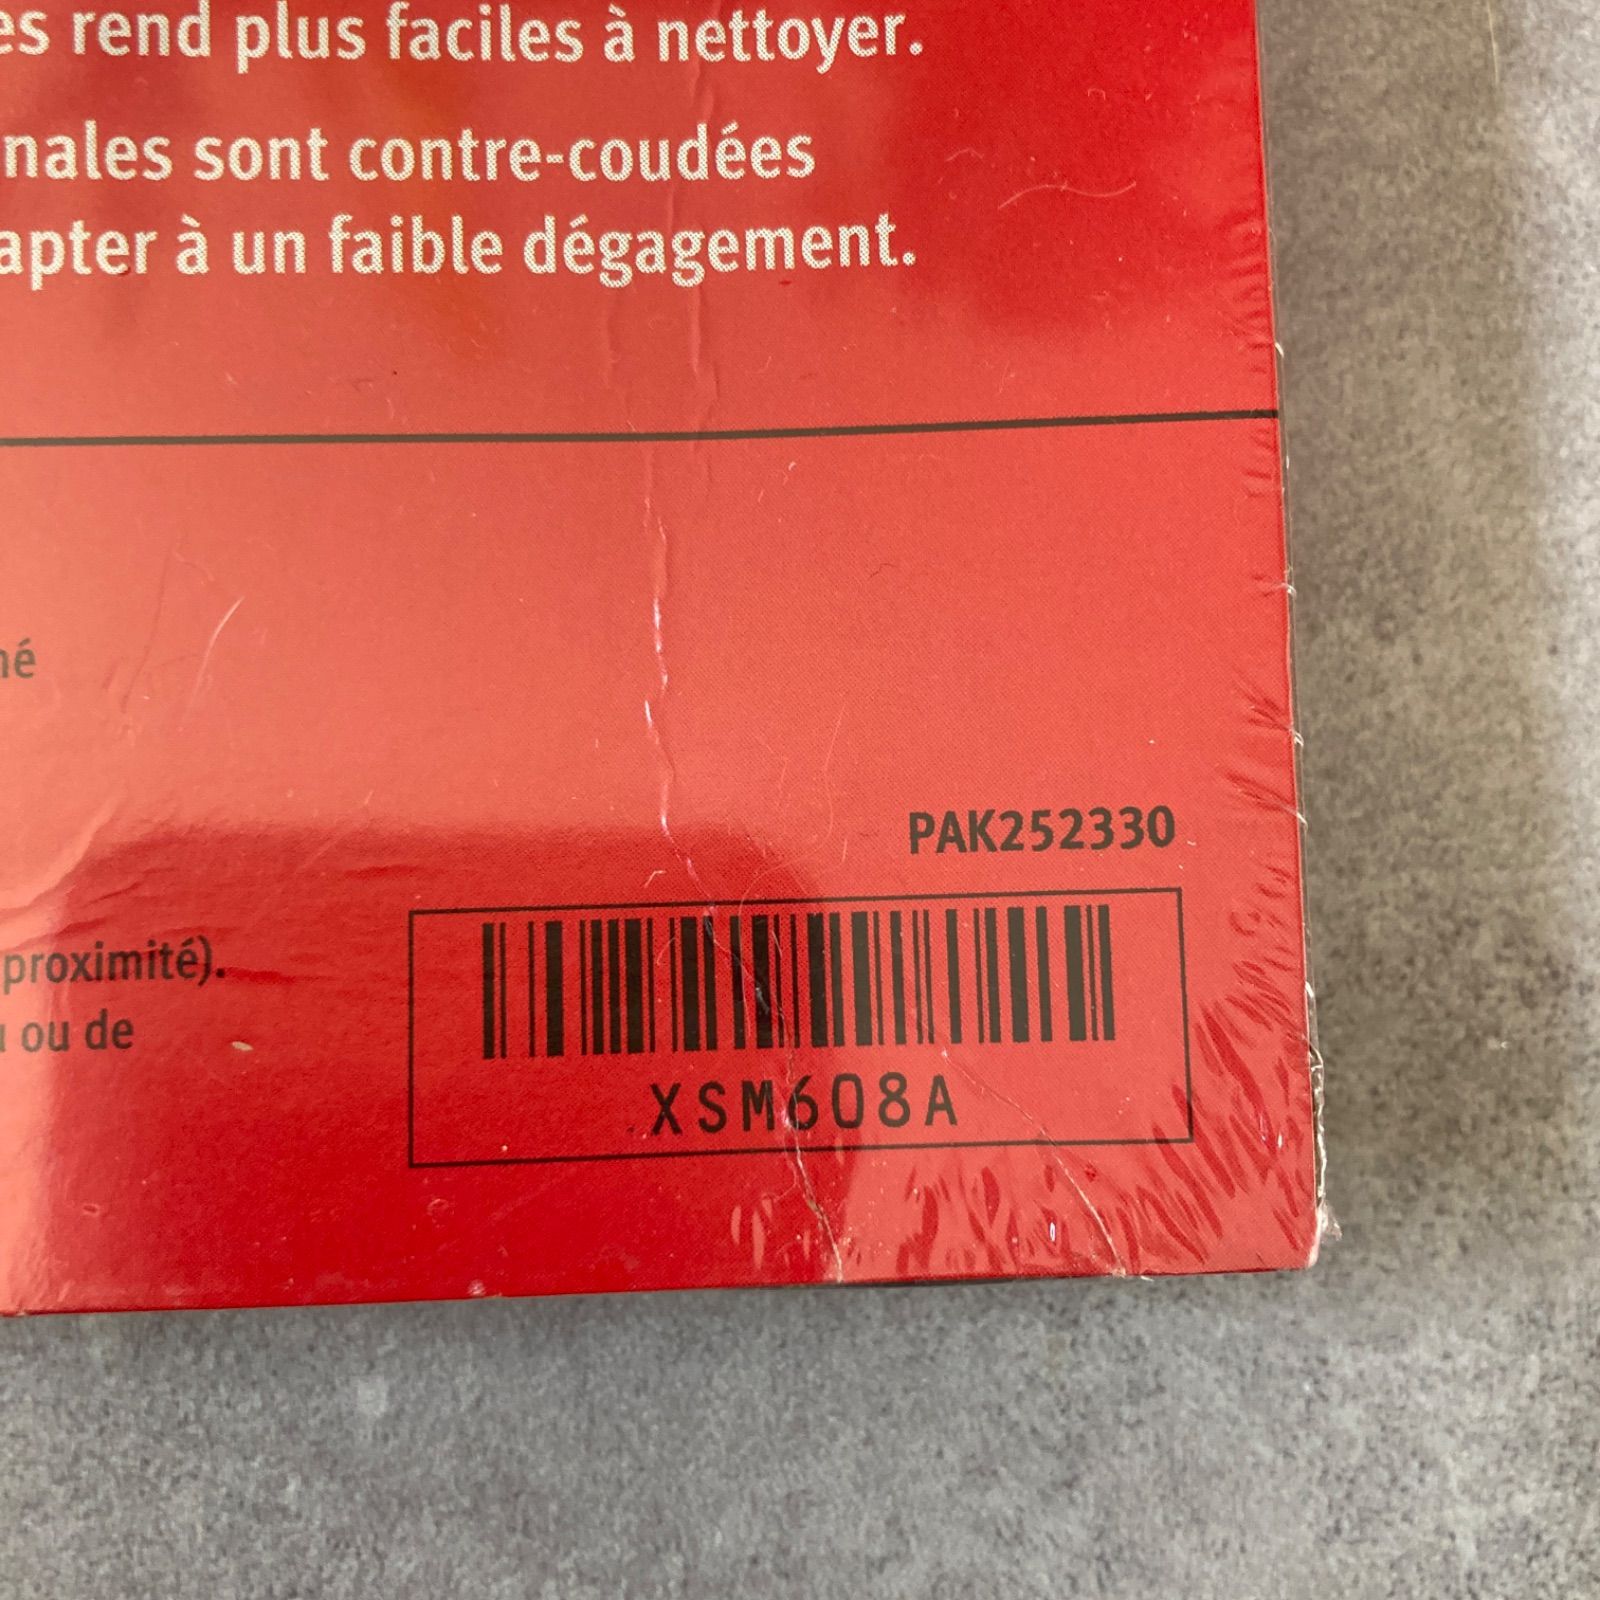 es rend plus faciles à nettoyer.
nales sont contre-coudées
apter à un faible dégagement.
né
PAK252330
proximité).
u ou de
XSM608A